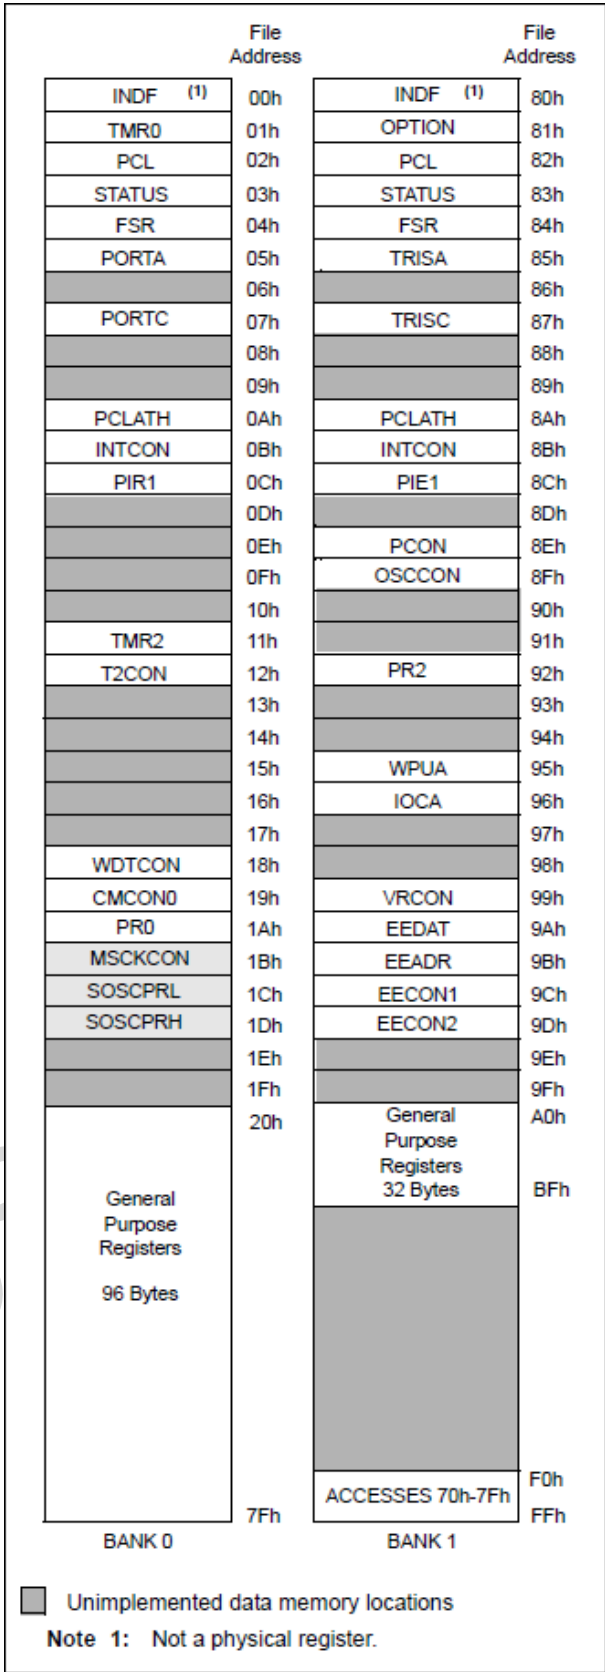 File Address File Address
INDF (1) 00h INDF (1) 80h
TMR0 01h OPTION 81h
PCL 02h PCL 82h
STATUS 03h STATUS 83h
FSR 04h FSR 84h
PORTA 05h TRISA 85h
06h 86h
PORTC 07h TRISC 87h
08h 88h
09h 89h
PCLATH 0Ah PCLATH 8Ah
INTCON 0Bh INTCON 8Bh
PIR1 0Ch PIE1 8Ch
0Dh 8Dh
0Eh PCON 8Eh
0Fh OSCCON 8Fh
10h 90h
TMR2 11h 91h
T2CON 12h PR2 92h
13h 93h
14h 94h
15h WPUA 95h
16h IOCA 96h
17h 97h
WDTCON 18h 98h
CMCON0 19h VRCON 99h
PR0 1Ah EEDAT 9Ah
MSCKCON 1Bh EEADR 9Bh
SOSCPRL 1Ch EECON1 9Ch
SOSCPRH 1Dh EECON2 9Dh
1Eh 9Eh
1Fh 9Fh
20h General A0h
Purpose
Registers
32 Bytes BFh
General
Purpose
Registers
96 Bytes
F0h
ACCESSES 70h-7Fh
7Fh FFh
BANK 0 BANK 1
Unimplemented data memory locations
Note 1: Not a physical register.